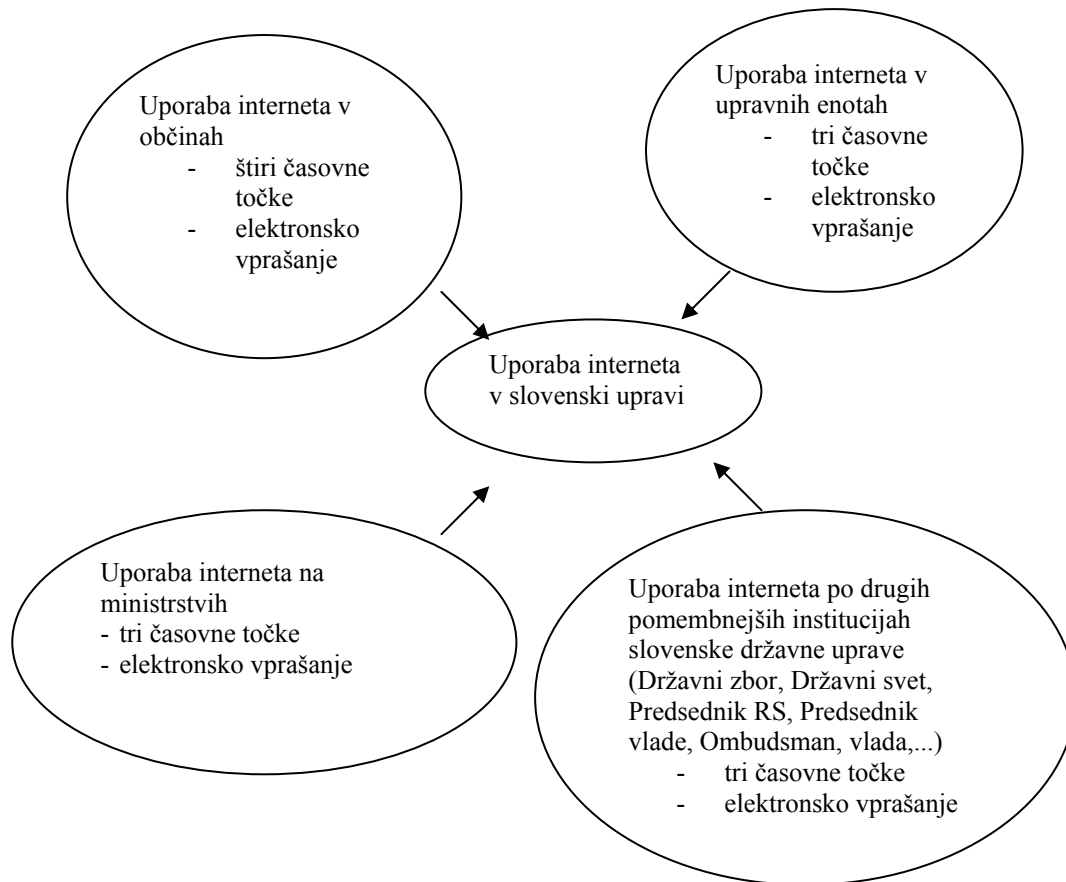 Uporaba interneta v
občinah
- štiri časovne
točke
- elektronsko
vprašanje
Uporaba interneta v
upravnih enotah
- tri časovne
točke
- elektronsko
vprašanje
Uporaba interneta
v slovenski upravi
Uporaba interneta na
ministrstvih
- tri časovne točke
- elektronsko vprašanje
Uporaba interneta po drugih
pomembnejših institucijah
slovenske državne uprave
(Državni zbor, Državni svet,
Predsednik RS, Predsednik
vlade, Ombudsman, vlada,...)
- tri časovne točke
- elektronsko vprašanje